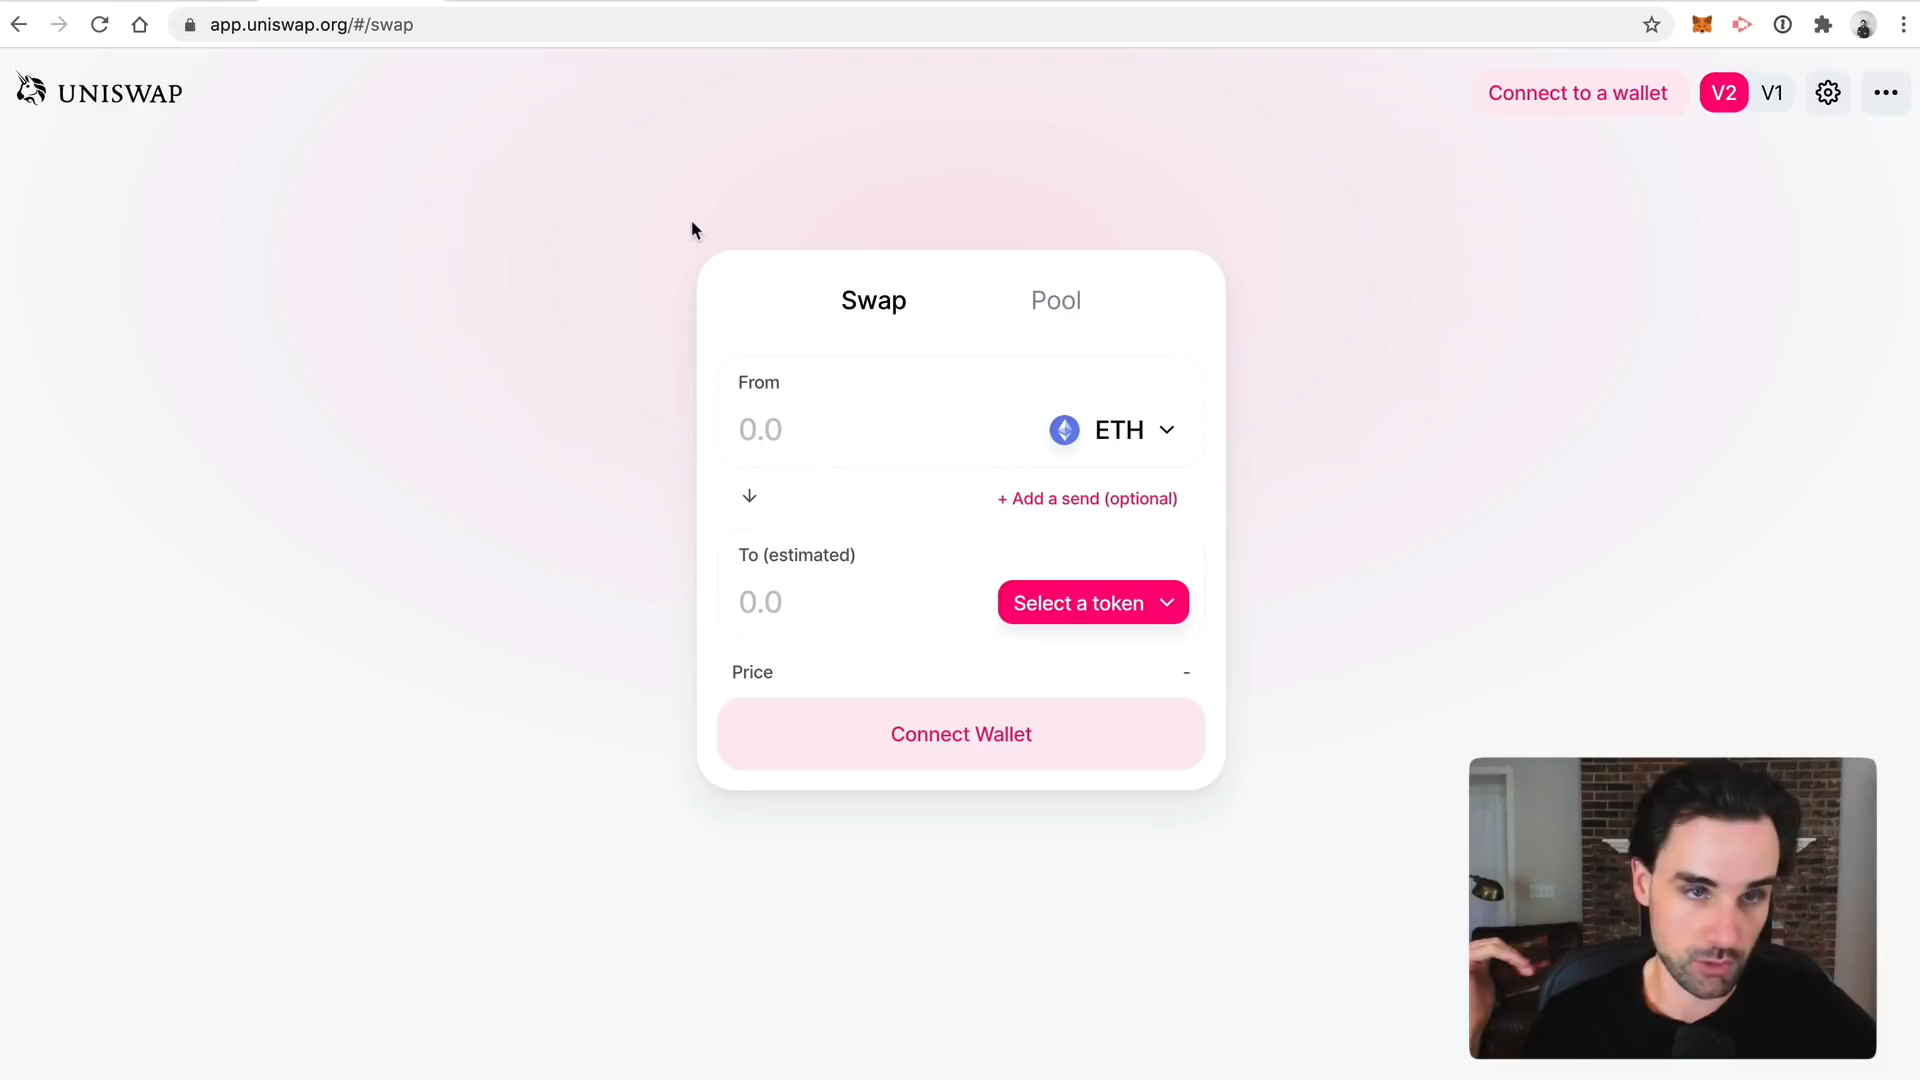 app.uniswap.org/#/swap
UNISWAP
Connect to a wallet
V2
V1
Swap
Pool
From
0.0
ETH
+ Add a send (optional)
To (estimated)
0.0
Select a token
Price
-
Connect Wallet